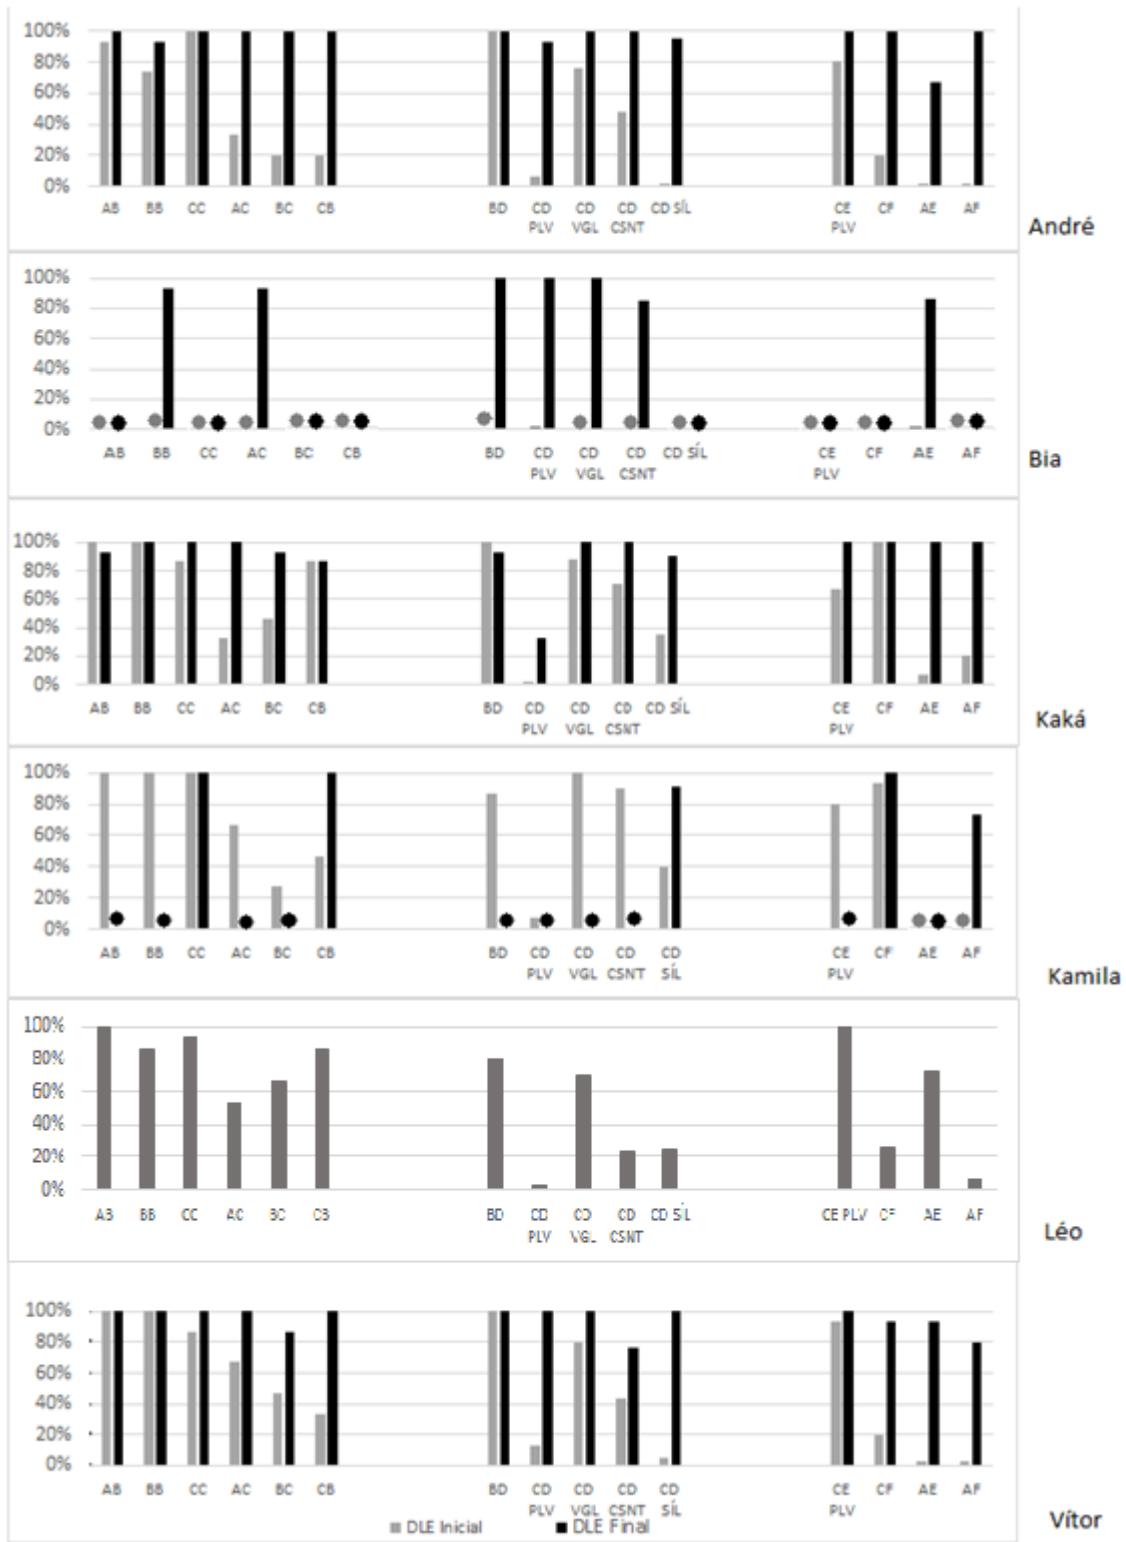 100%
80%
60%
40%
20%
0%
AB BB CC AC BC CB BD CD PLV CD VGL CD CSNT CD SÍL CE PLV CF AE AF
André
100%
80%
60%
40%
20%
0%
AB BB CC AC BC CB BD CD PLV CD VGL CD CSNT CD SÍL CE PLV CF AE AF
Bia
100%
80%
60%
40%
20%
0%
AB BB CC AC BC CB BD CD PLV CD VGL CD CSNT CD SÍL CE PLV CF AE AF
Kaká
100%
80%
60%
40%
20%
0%
AB BB CC AC BC CB BD CD PLV CD VGL CD CSNT CD SÍL CE PLV CF AE AF
Kamila
100%
80%
60%
40%
20%
0%
AB BB CC AC BC CB BD CD PLV CD VGL CD CSNT CD SÍL CE PLV CF AE AF
Léo
100%
80%
60%
40%
20%
0%
AB BB CC AC BC CB BD CD PLV CD VGL CD CSNT CD SÍL CE PLV CF AE AF
DLE Inicial DLE Final
Vítor